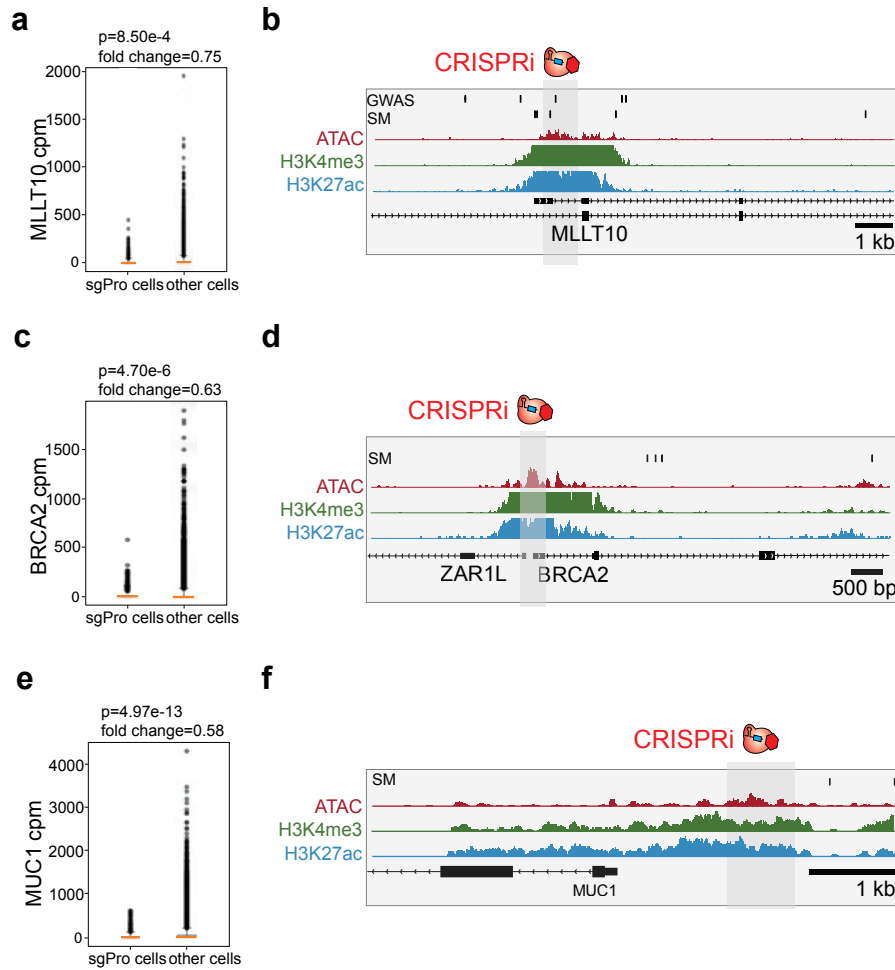 a
p=8.50e-4
fold change=0.75
MLLT10 cpm
2000
1500
1000
500
0
sgPro cells other cells
b
CRISPRi
GWAS
SM
ATAC
H3K4me3
H3K27ac
MLLT10
1 kb
c
p=4.70e-6
fold change=0.63
BRCA2 cpm
1500
1000
500
0
sgPro cells other cells
d
CRISPRi
SM
ATAC
H3K4me3
H3K27ac
ZAR1L BRCA2
500 bp
e
p=4.97e-13
fold change=0.58
MUC1 cpm
4000
3000
2000
1000
0
sgPro cells other cells
f
CRISPRi
SM
ATAC
H3K4me3
H3K27ac
MUC1
1 kb